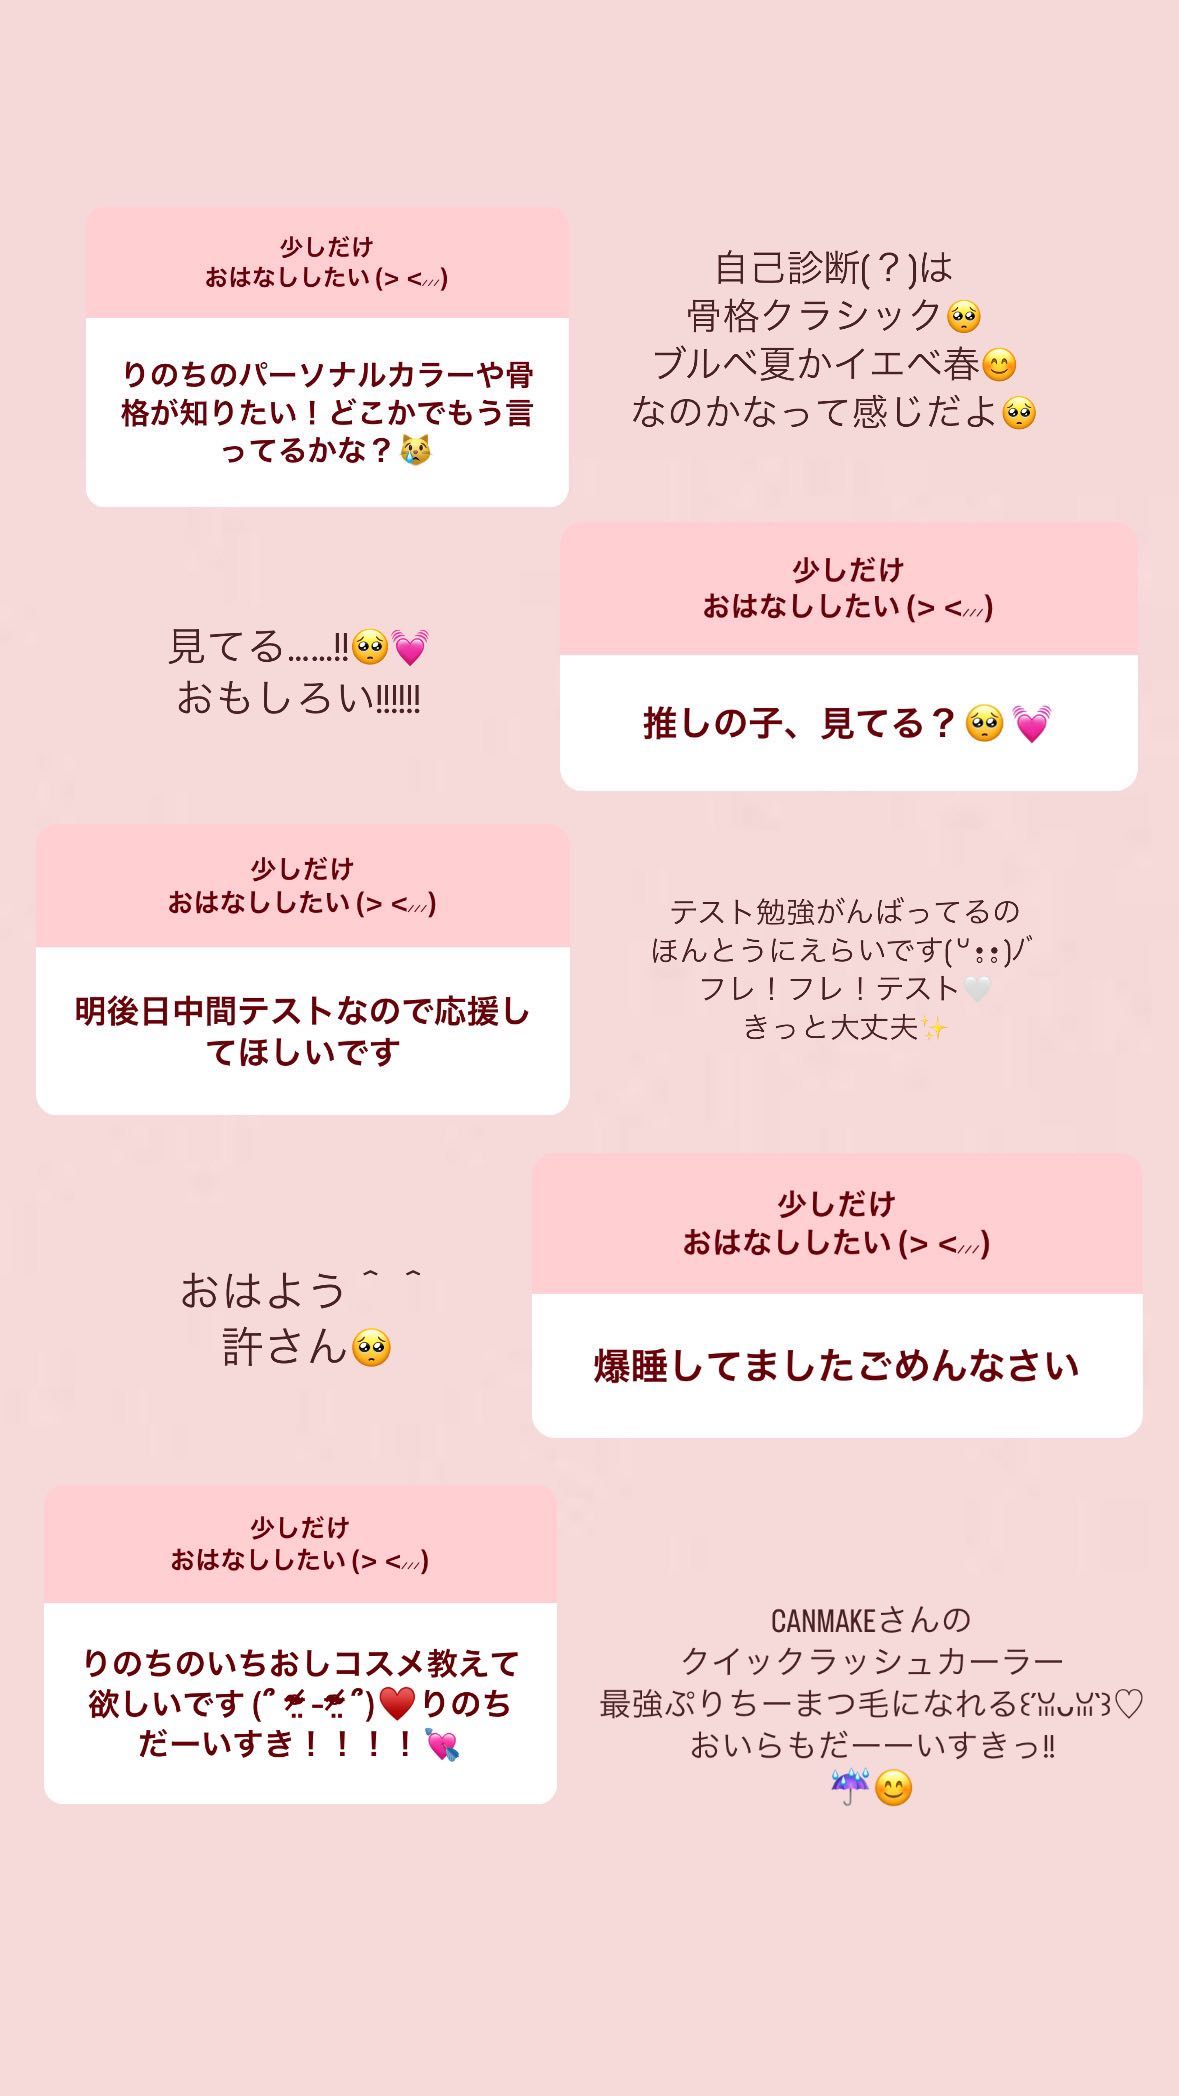 少しだけ
おはなししたい(> <⸝⸝⸝)
りのちのパーソナルカラーや骨
格が知りたい！どこかでもう言
ってるかな？😿
自己診断(？)は
骨格クラシック🥺
ブルベ夏かイエベ春😊
なのかなって感じだよ🥺
少しだけ
おはなししたい(> <⸝⸝⸝)
推しの子、見てる？🥺💓
見てる……!!🥺💓
おもしろい!!!!!!
少しだけ
おはなししたい(> <⸝⸝⸝)
明後日中間テストなので応援し
てほしいです
テスト勉強がんばってるの
ほんとうにえらいです(ᐡ⸝⸝)ﾉﾞ
フレ！フレ！テスト🤍
きっと大丈夫✨
少しだけ
おはなししたい(> <⸝⸝⸝)
爆睡してましたごめんなさい
おはよう＾ ＾
許さん🥺
少しだけ
おはなししたい(> <⸝⸝⸝)
りのちのいちおしコスメ教えて
欲しいです♥️りのち
だーいすき！！！！💘
CANMAKEさんの
クイックラッシュカーラー
最強ぷりちーまつ毛になれる꒰ঌ♡
おいらもだーーいすきっ!!
☔😊